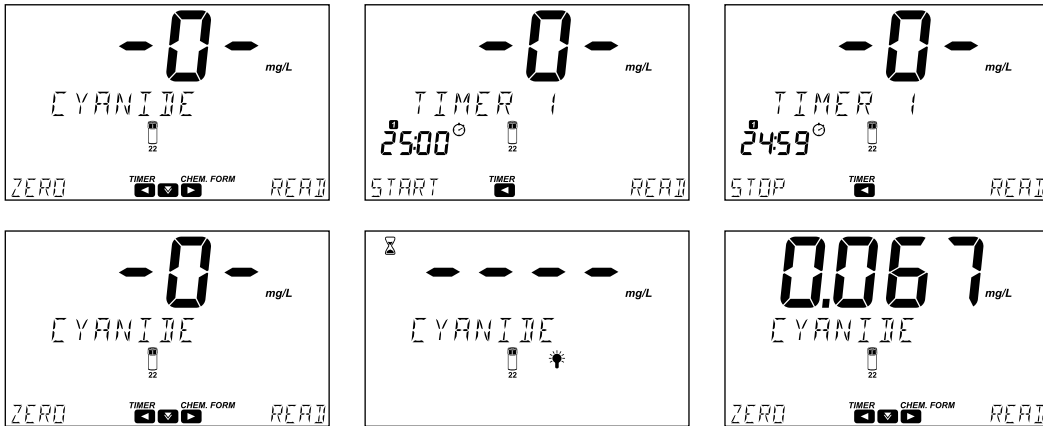 -0-
mg/L
CYANIDE
22
TIMER CHEM. FORM
ZERO READ
-0-
mg/L
TIMER 1
1
25:00
22
TIMER
START READ
-0-
mg/L
TIMER 1
1
24:59
22
TIMER
STOP READ
-0-
mg/L
CYANIDE
22
TIMER CHEM. FORM
ZERO READ
----
mg/L
CYANIDE
22
0.067
mg/L
CYANIDE
22
TIMER CHEM. FORM
ZERO READ